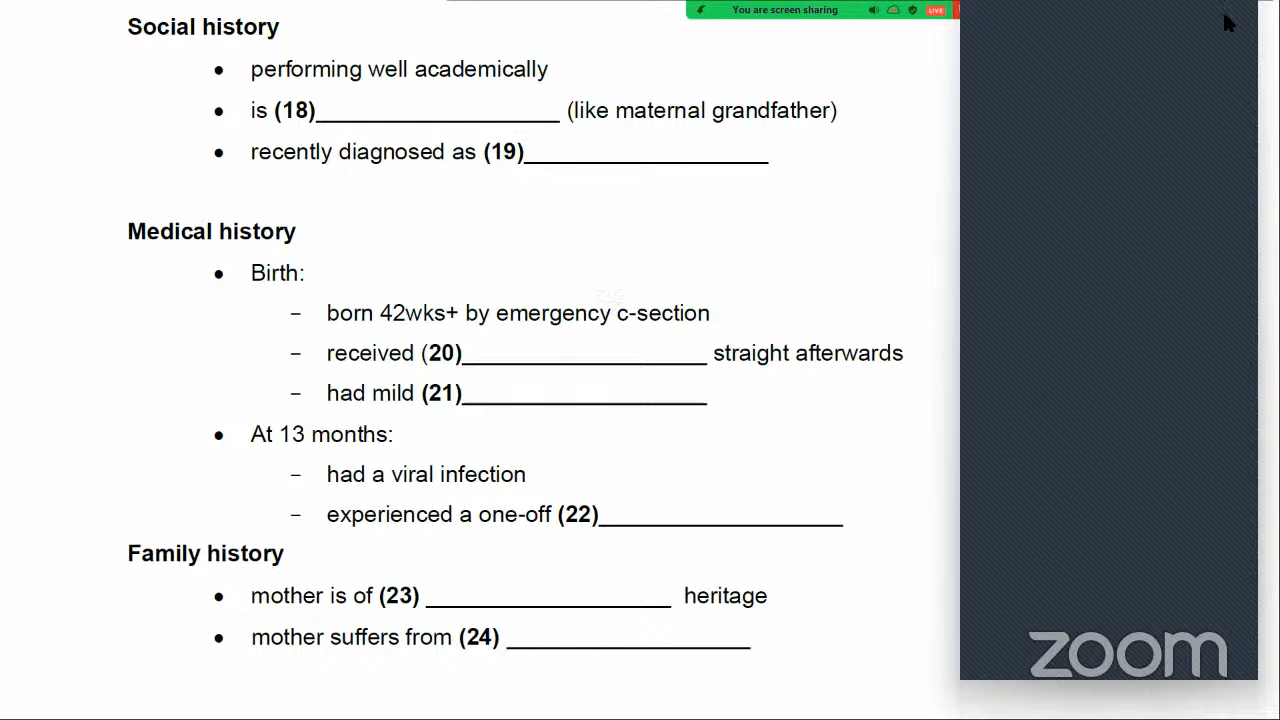 You are screen sharing LIVE
Social history
• performing well academically
• is (18)____________________ (like maternal grandfather)
• recently diagnosed as (19)____________________
Medical history
• Birth:
− born 42wks+ by emergency c-section
− received (20)____________________ straight afterwards
− had mild (21)____________________
• At 13 months:
− had a viral infection
− experienced a one-off (22)____________________
Family history
• mother is of (23) ____________________ heritage
• mother suffers from (24) ____________________
zoom